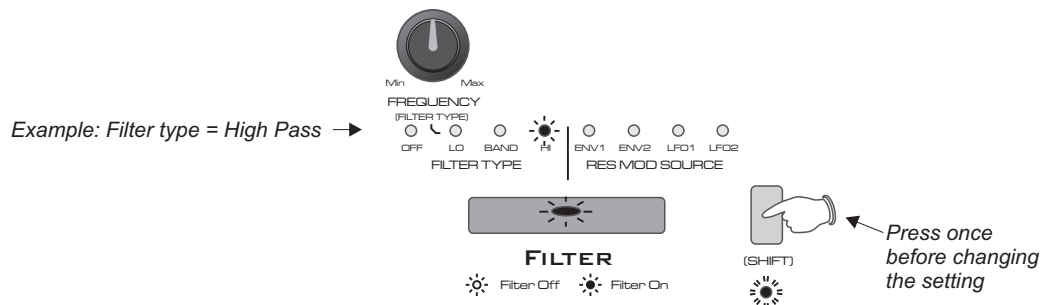 Min Max
FREQUENCY
(FILTER TYPE)
Example: Filter type = High Pass
OFF LO BAND HI ENV1 ENV2 LFO1 LFO2
FILTER TYPE RES MOD SOURCE
FILTER
Filter Off Filter On
(SHIFT)
Press once
before changing
the setting